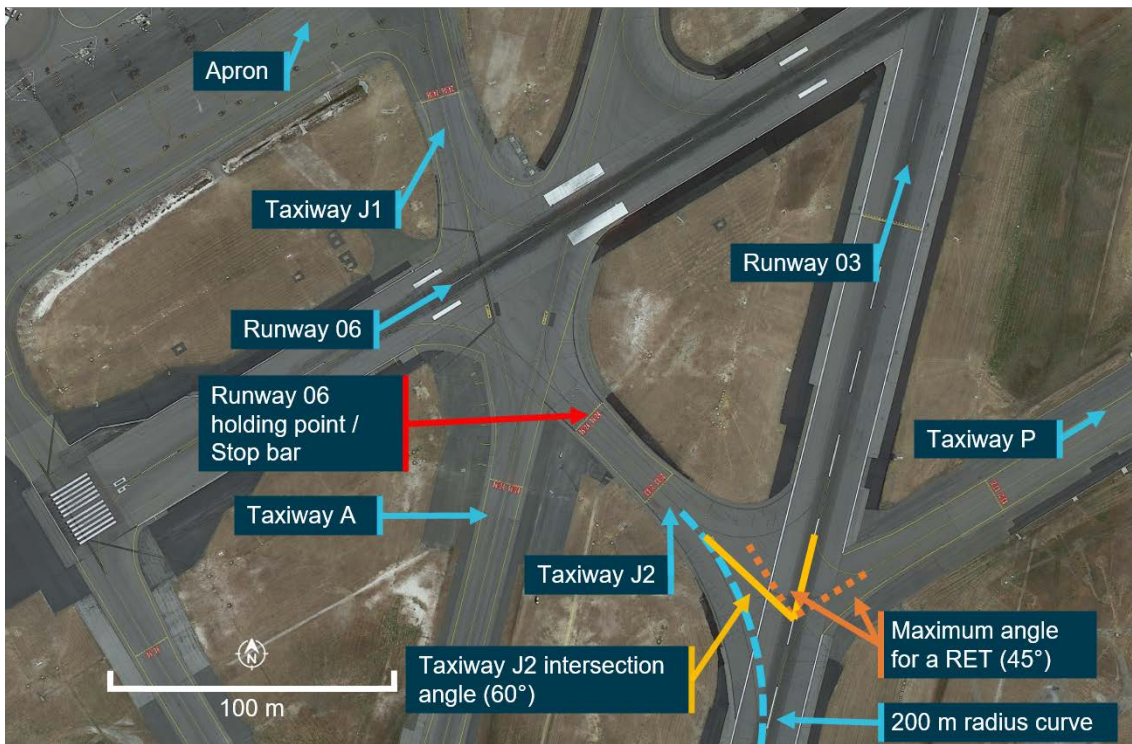 Apron
Taxiway J1
Runway 03
Runway 06
Runway 06
holding point /
Stop bar
Taxiway P
Taxiway A
Taxiway J2
Taxiway J2 intersection
angle (60°)
Maximum angle
for a RET (45°)
N
100 m
200 m radius curve